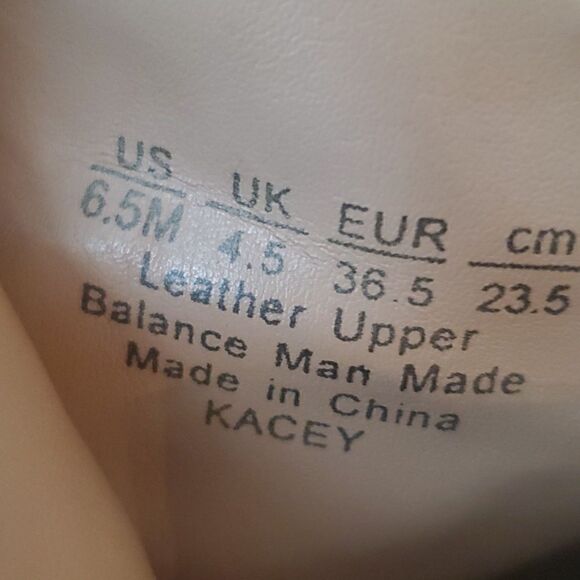 US UK EUR cm
6.5M 4.5 36.5 23.5
Leather Upper
Balance Man Made
Made in China
KACEY